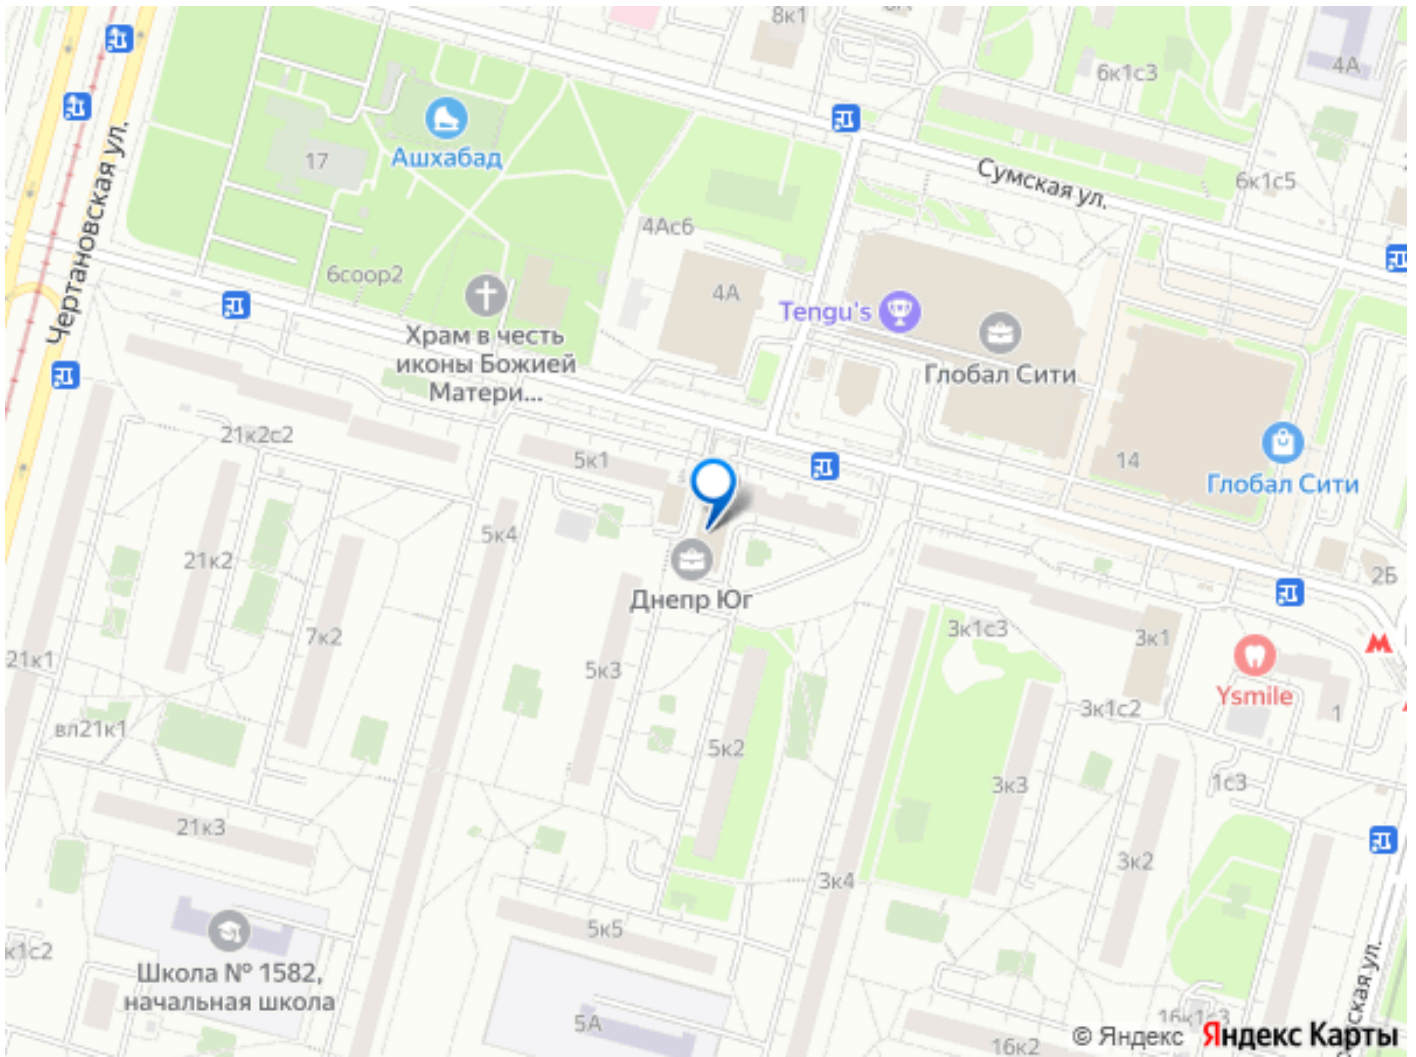 8к1
6к1с3
4А
Чертановская ул.
17
Ашхабад
Сумская ул.
6к1с5
4Ас6
6соор2
4А
Tengu's
Храм в честь
иконы Божией
Матери...
Глобал Сити
21к2с2
5к1
14
Глобал Сити
5к4
21к2
2Б
Днепр Юг
7к2
3к1с3
3к1
21к1
5к3
Ysmile
3к1с2
1
вл21к1
5к2
3к3
1с3
21к3
3к2
3к4
5к5
к1с2
Школа № 1582,
начальная школа
5А
ская ул.
16к1с3
16к2
© Яндекс Яндекс Карты